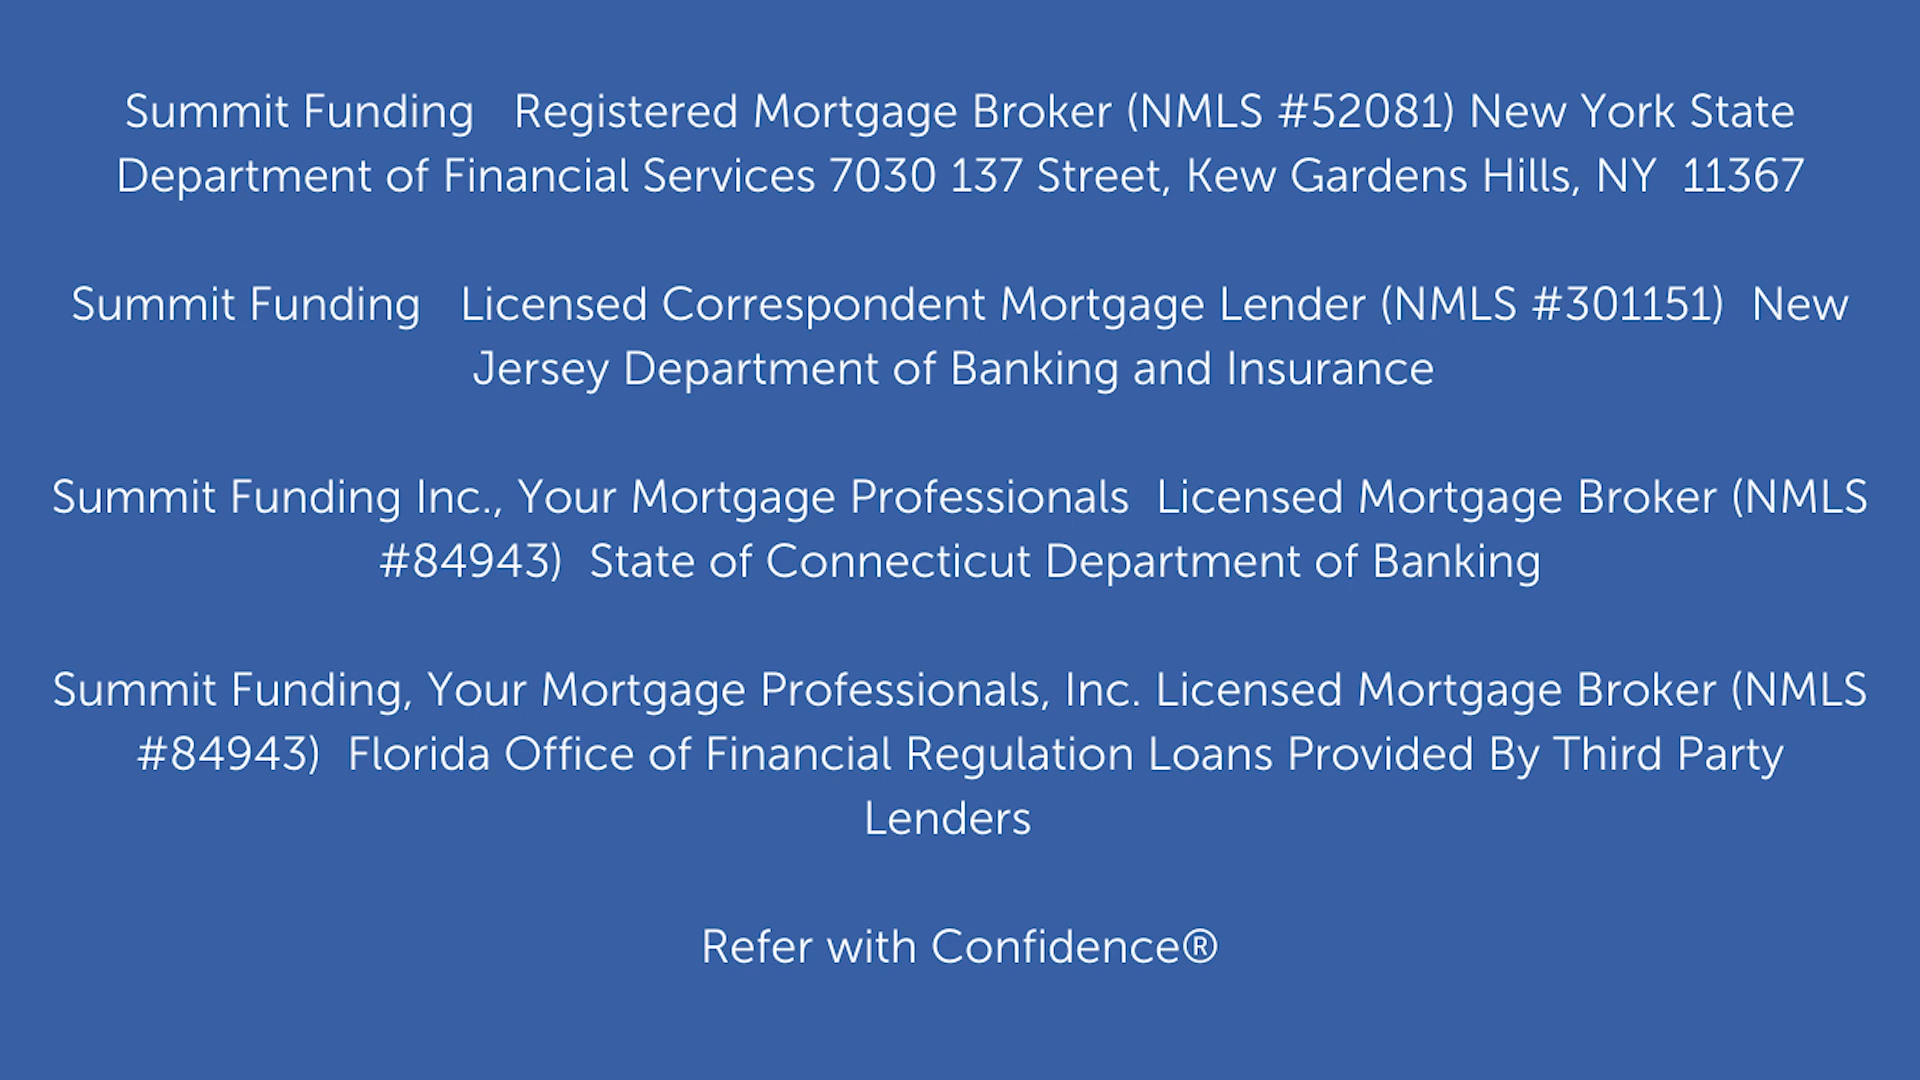 Summit Funding   Registered Mortgage Broker (NMLS #52081) New York State
Department of Financial Services 7030 137 Street, Kew Gardens Hills, NY  11367
Summit Funding   Licensed Correspondent Mortgage Lender (NMLS #301151)  New
Jersey Department of Banking and Insurance
Summit Funding Inc., Your Mortgage Professionals  Licensed Mortgage Broker (NMLS
#84943)  State of Connecticut Department of Banking
Summit Funding, Your Mortgage Professionals, Inc. Licensed Mortgage Broker (NMLS
#84943)  Florida Office of Financial Regulation Loans Provided By Third Party
Lenders
Refer with Confidence®